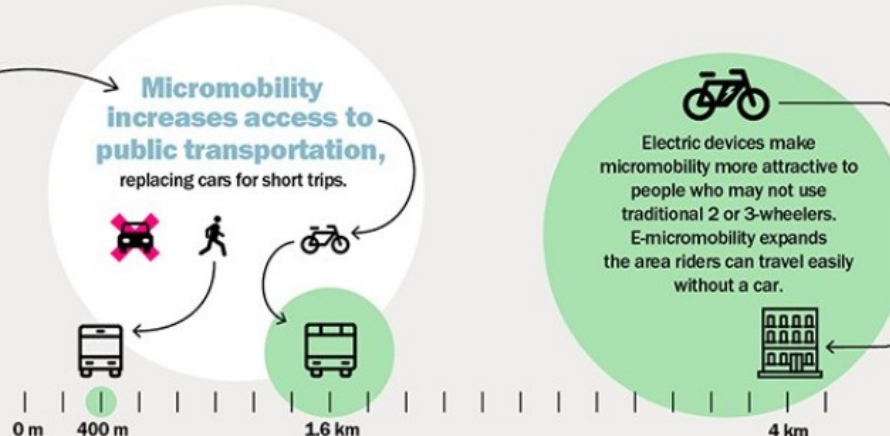 Micromobility
increases access to
public transportation,
replacing cars for short trips.
Electric devices make
micromobility more attractive to
people who may not use
traditional 2 or 3-wheelers.
E-micromobility expands
the area riders can travel easily
without a car.
0 m 400 m 1.6 km 4 km